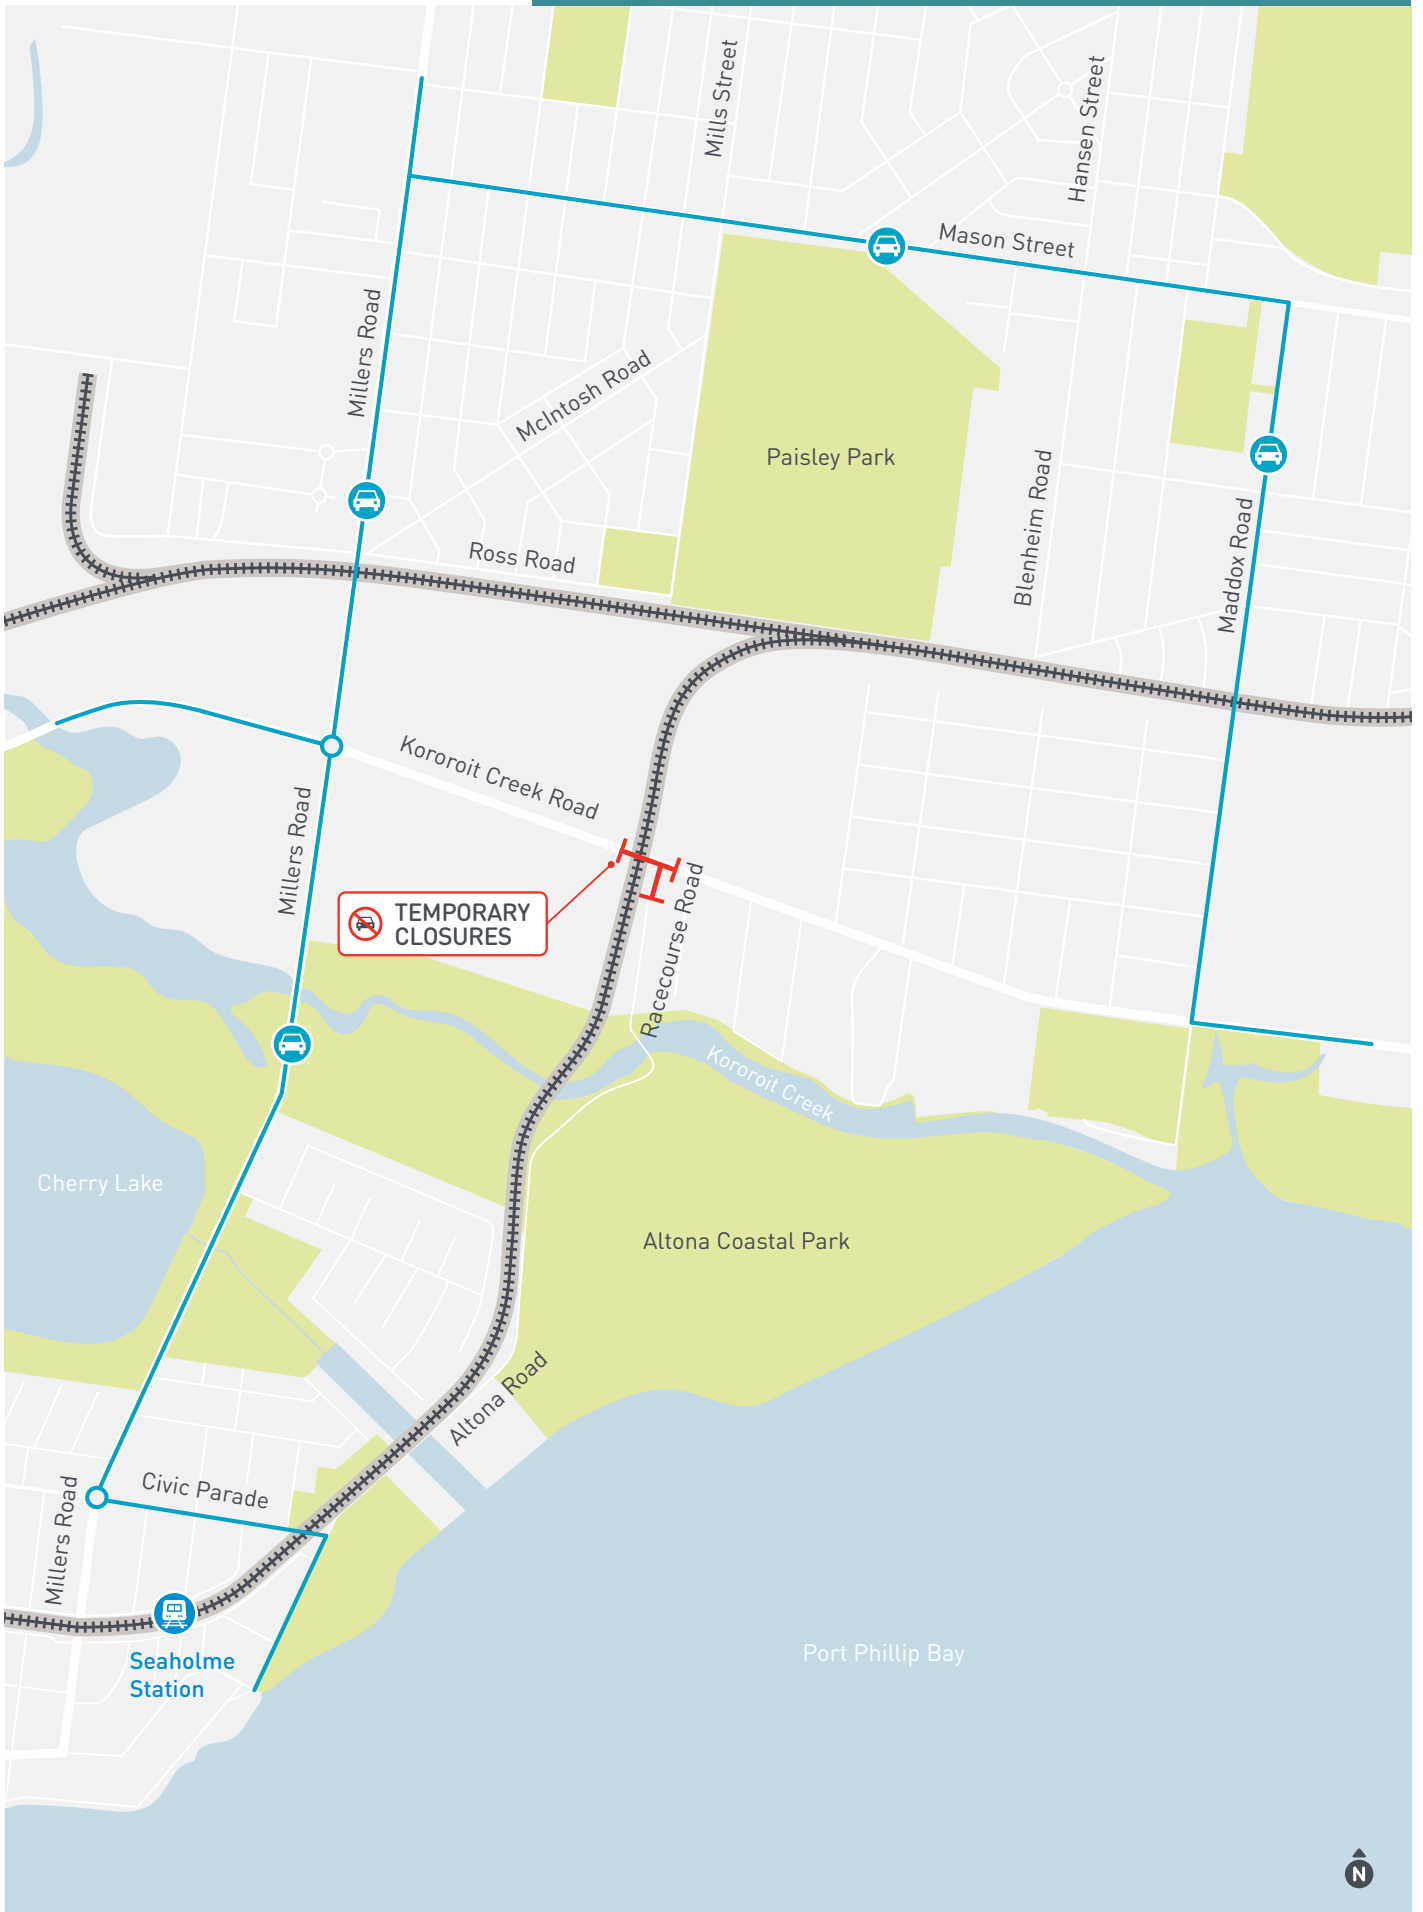 Mills Street
Hansen Street
Mason Street
Millers Road
McIntosh Road
Paisley Park
Blenheim Road
Maddox Road
Ross Road
Kororoit Creek Road
Millers Road
TEMPORARY
CLOSURES
Racecourse Road
Kororoit Creek
Cherry Lake
Altona Coastal Park
Altona Road
Civic Parade
Millers Road
Seaholme
Station
Port Phillip Bay
N